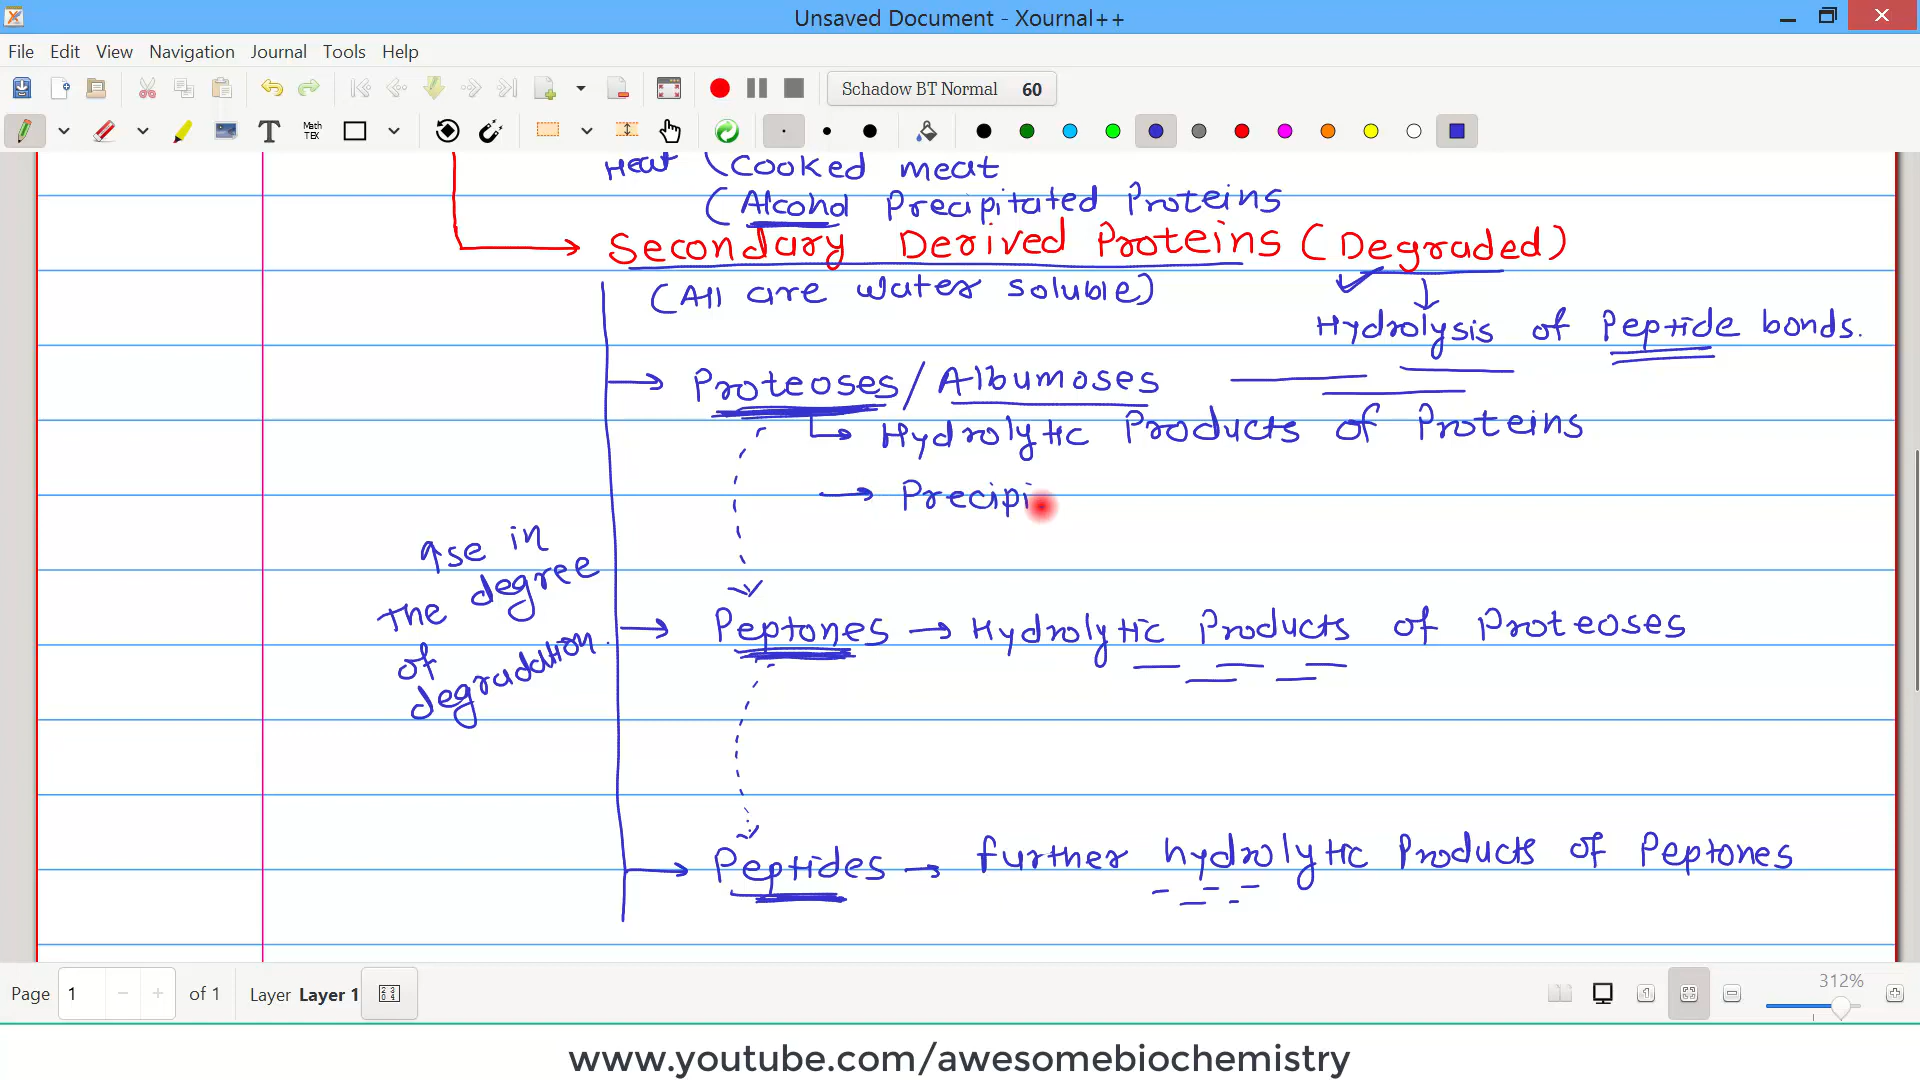 Unsaved Document - Xournal++
File Edit View Navigation Journal Tools Help
Schadow BT Normal 60
Math
TEX
Heat (Cooked meat
(Alcohol Precipitated Proteins
Secondary Derived Proteins (Degraded)
(All are water soluble)
Hydrolysis of Peptide bonds.
Proteoses/Albumoses
Hydrolytic Products of Proteins
Precipi
↑se in
the degree
of
degradation.
Peptones → Hydrolytic Products of Proteoses
Peptides → further hydrolytic Products of Peptones
Page 1 of 1 Layer Layer 1
312%
www.youtube.com/awesomebiochemistry